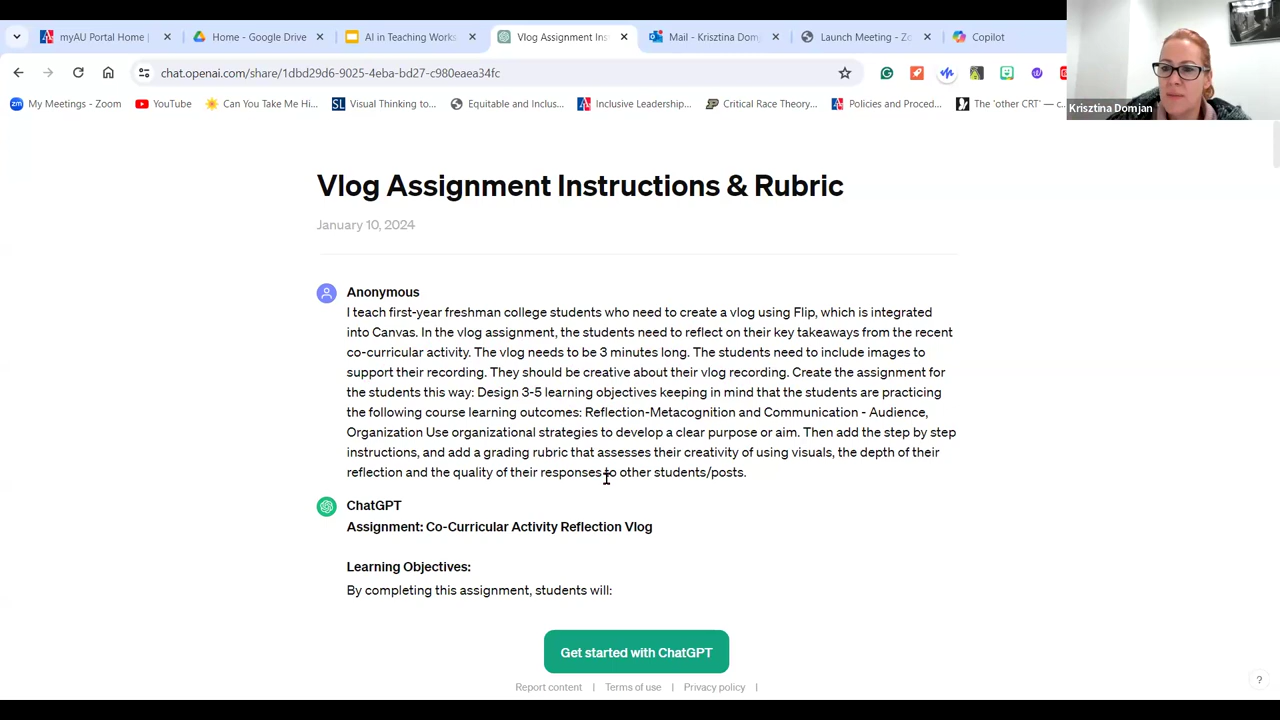 myAU Portal Home |
Home - Google Drive
AI in Teaching Works
Vlog Assignment Ins
Mail - Krisztina Domj
Launch Meeting - Zo
Copilot
chat.openai.com/share/1dbd29d6-9025-4eba-bd27-c980eaea34fc
zm
My Meetings - Zoom
YouTube
Can You Take Me Hi...
SL
Visual Thinking to...
Equitable and Inclus...
Inclusive Leadership...
Critical Race Theory...
Policies and Proced...
The 'other CRT' — c...
Krisztina Domjan
Vlog Assignment Instructions & Rubric
January 10, 2024
Anonymous
I teach first-year freshman college students who need to create a vlog using Flip, which is integrated
into Canvas. In the vlog assignment, the students need to reflect on their key takeaways from the recent
co-curricular activity. The vlog needs to be 3 minutes long. The students need to include images to
support their recording. They should be creative about their vlog recording. Create the assignment for
the students this way: Design 3-5 learning objectives keeping in mind that the students are practicing
the following course learning outcomes: Reflection-Metacognition and Communication - Audience,
Organization Use organizational strategies to develop a clear purpose or aim. Then add the step by step
instructions, and add a grading rubric that assesses their creativity of using visuals, the depth of their
reflection and the quality of their responses to other students/posts.
ChatGPT
Assignment: Co-Curricular Activity Reflection Vlog
Learning Objectives:
By completing this assignment, students will:
Get started with ChatGPT
Report content | Terms of use | Privacy policy |
?